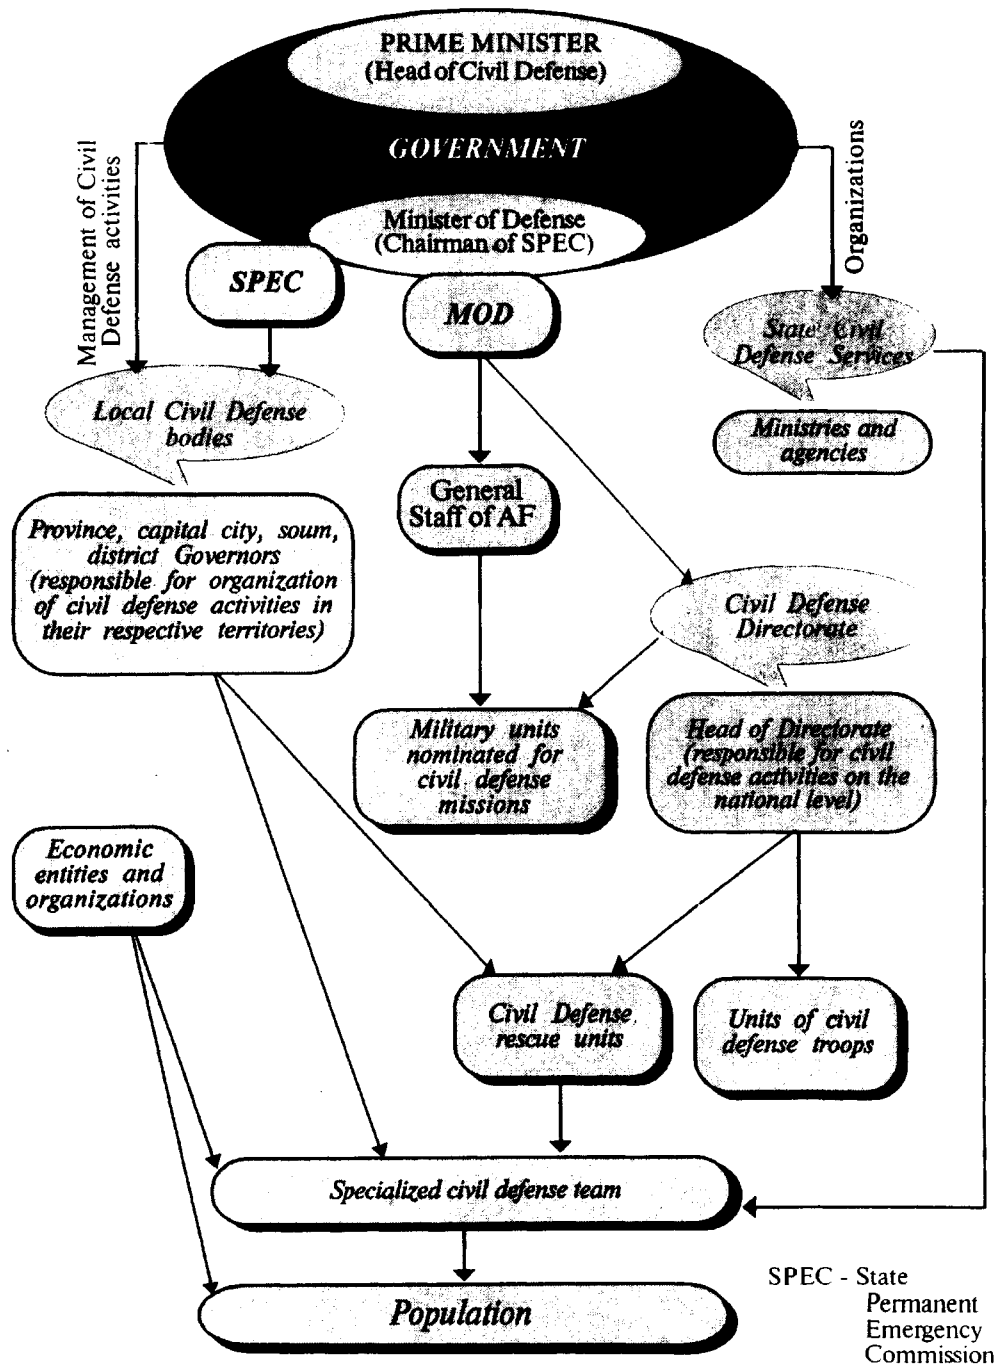 PRIME MINISTER
(Head of Civil Defense)
GOVERNMENT
Management of Civil
Defense activities
Organizations
Minister of Defense
(Chairman of SPEC)
SPEC
MOD
State Civil
Defense Services
Local Civil Defense
bodies
Ministries and
agencies
General
Staff of AF
Province, capital city, soum,
district Governors
(responsible for organization
of civil defense activities in
their respective territories)
Civil Defense
Directorate
Military units
nominated for
civil defense
missions
Head of Directorate
(responsible for civil
defense activities on the
national level)
Economic
entities and
organizations
Civil Defense
rescue units
Units of civil
defense troops
Specialized civil defense team
Population
SPEC - State
Permanent
Emergency
Commission